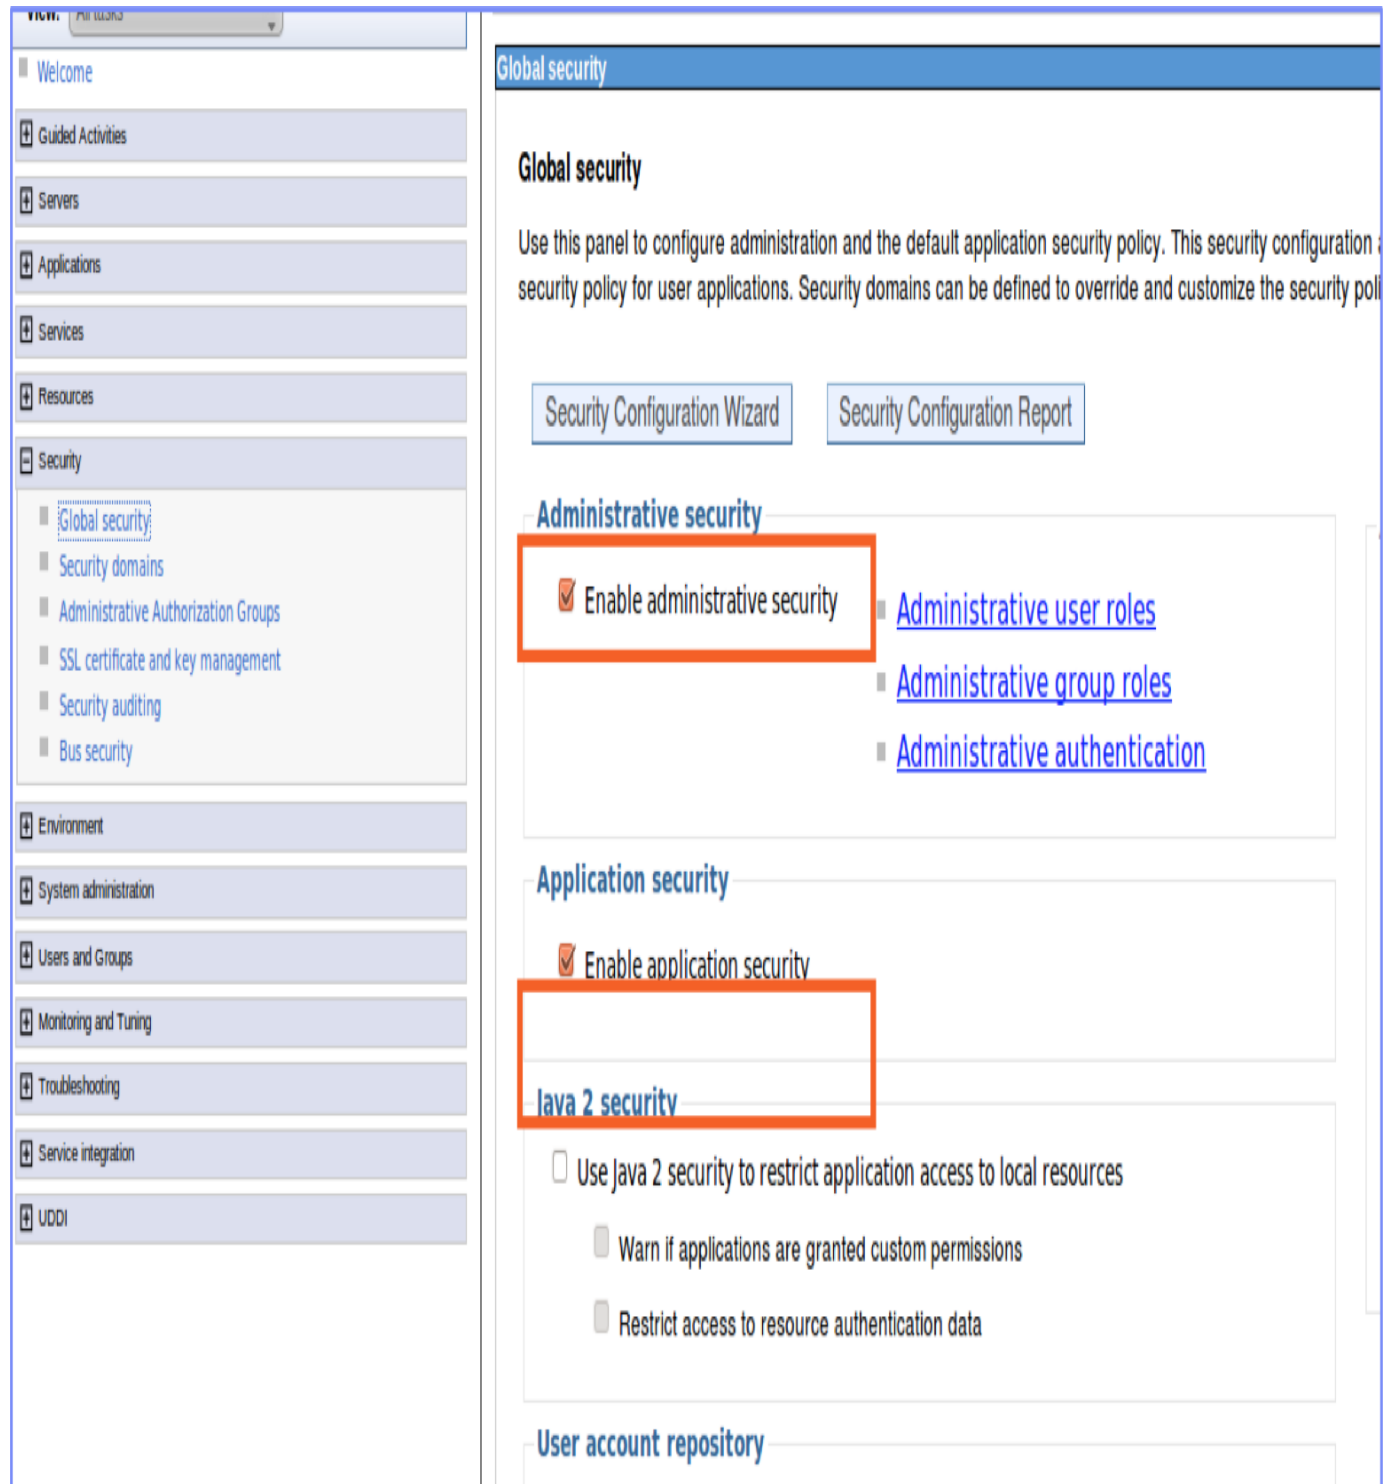 View: All tasks
Welcome
Guided Activities
Servers
Applications
Services
Resources
Security
Global security
Security domains
Administrative Authorization Groups
SSL certificate and key management
Security auditing
Bus security
Environment
System administration
Users and Groups
Monitoring and Tuning
Troubleshooting
Service integration
UDDI
Global security
Global security
Use this panel to configure administration and the default application security policy. This security configuration
security policy for user applications. Security domains can be defined to override and customize the security poli
Security Configuration Wizard Security Configuration Report
Administrative security
Enable administrative security
Administrative user roles
Administrative group roles
Administrative authentication
Application security
Enable application security
Java 2 security
Use Java 2 security to restrict application access to local resources
Warn if applications are granted custom permissions
Restrict access to resource authentication data
User account repository